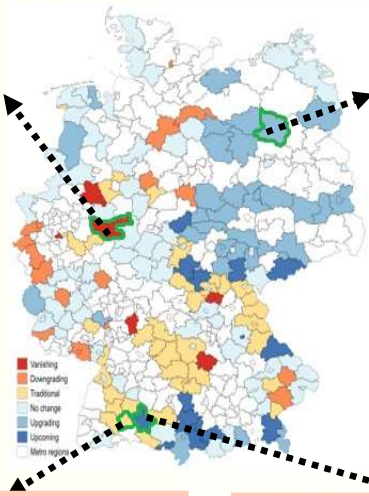 Vanishing
Downgrading
Traditional
No change
Upgrading
Upcoming
Metro regions